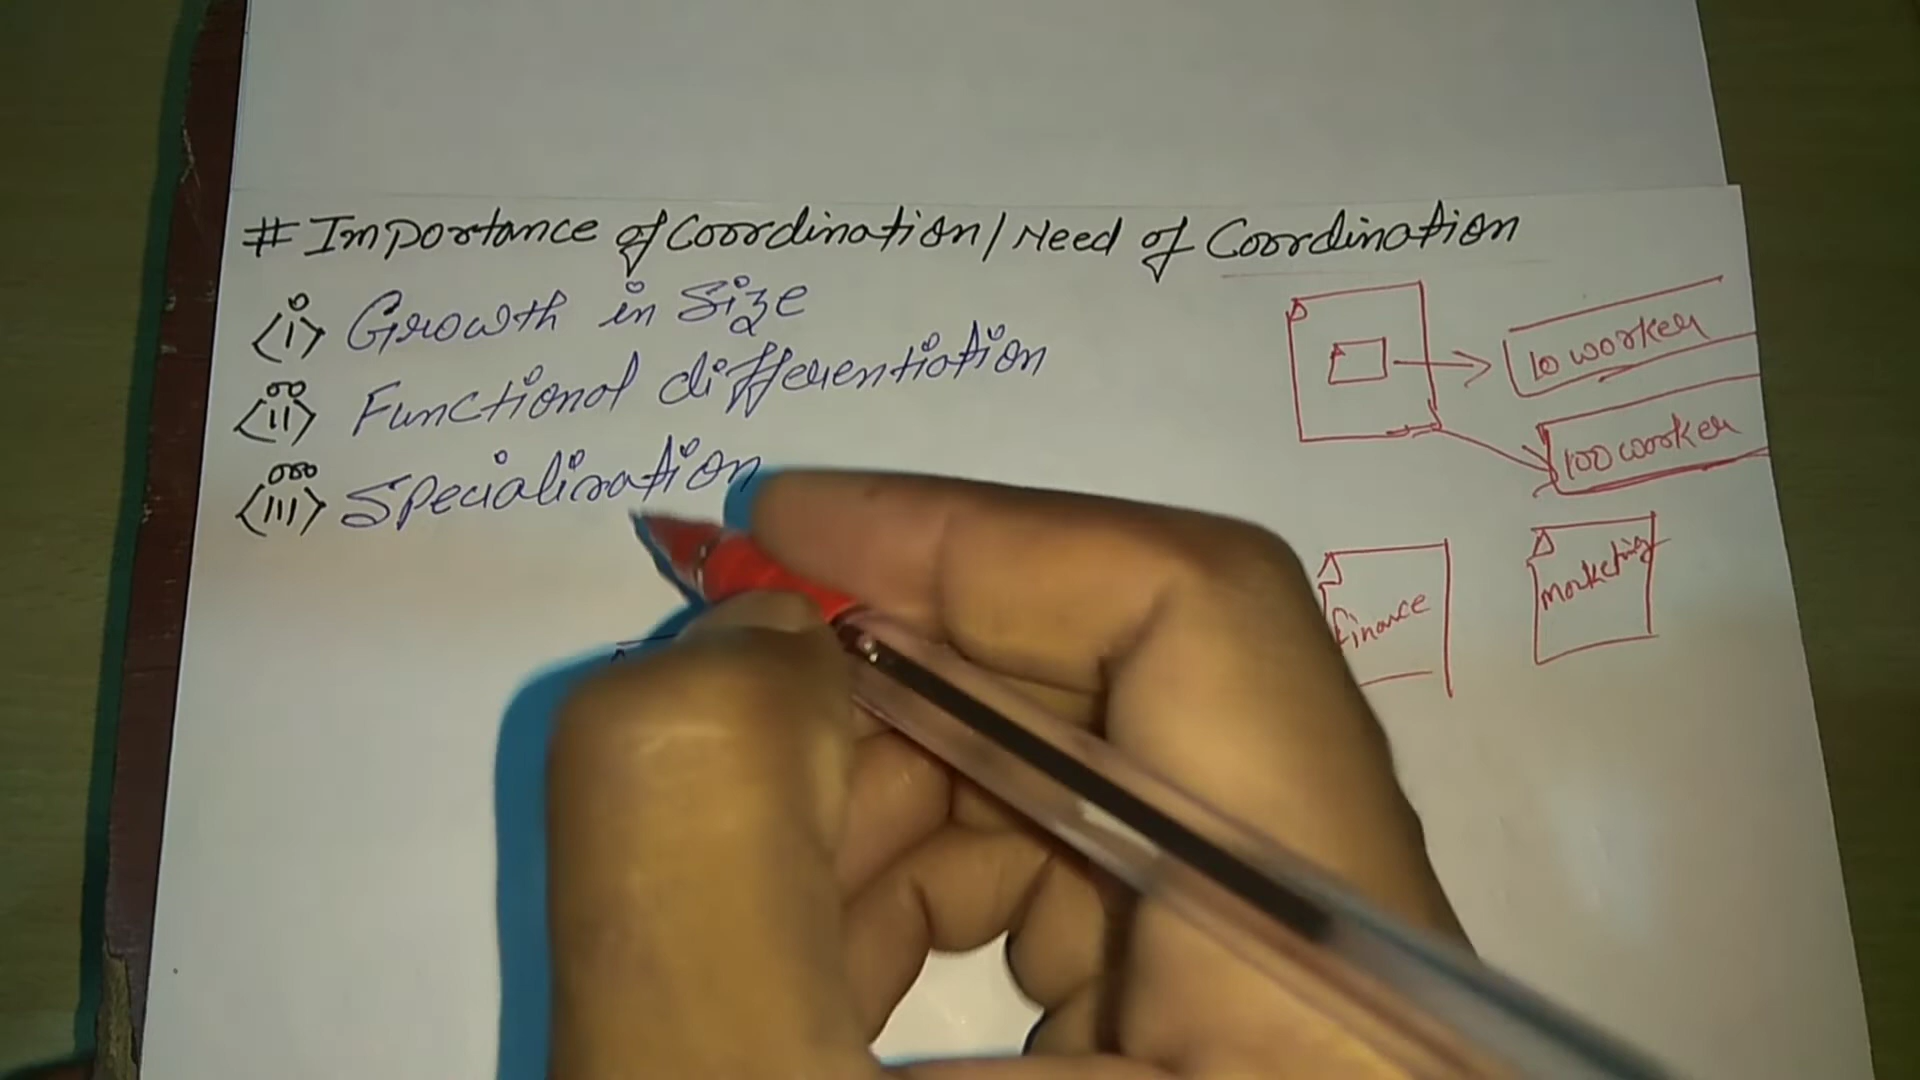 # Importance of Coordination / Need of Coordination
<i> Growth in Size
<ii> Functional differentiation
<iii> Specialization
10 worker
100 worker
finance
marketing